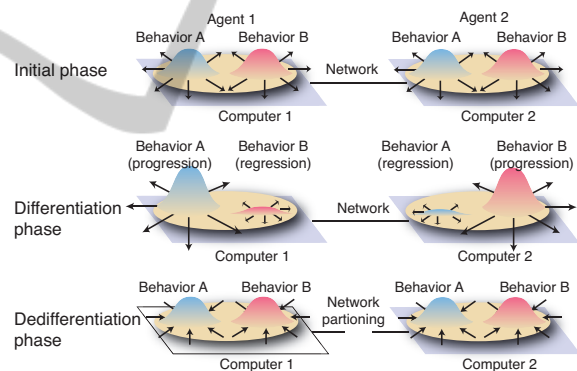 Agent 1
Agent 2
Behavior A
Behavior B
Behavior A
Behavior B
Initial phase
Network
Computer 1
Computer 2
Behavior A
(progression)
Behavior B
(regression)
Behavior A
(regression)
Behavior B
(progression)
Differentiation
phase
Network
Computer 1
Computer 2
Behavior A
Behavior B
Network
partioning
Behavior A
Behavior B
Dedifferentiation
phase
Computer 1
Computer 2